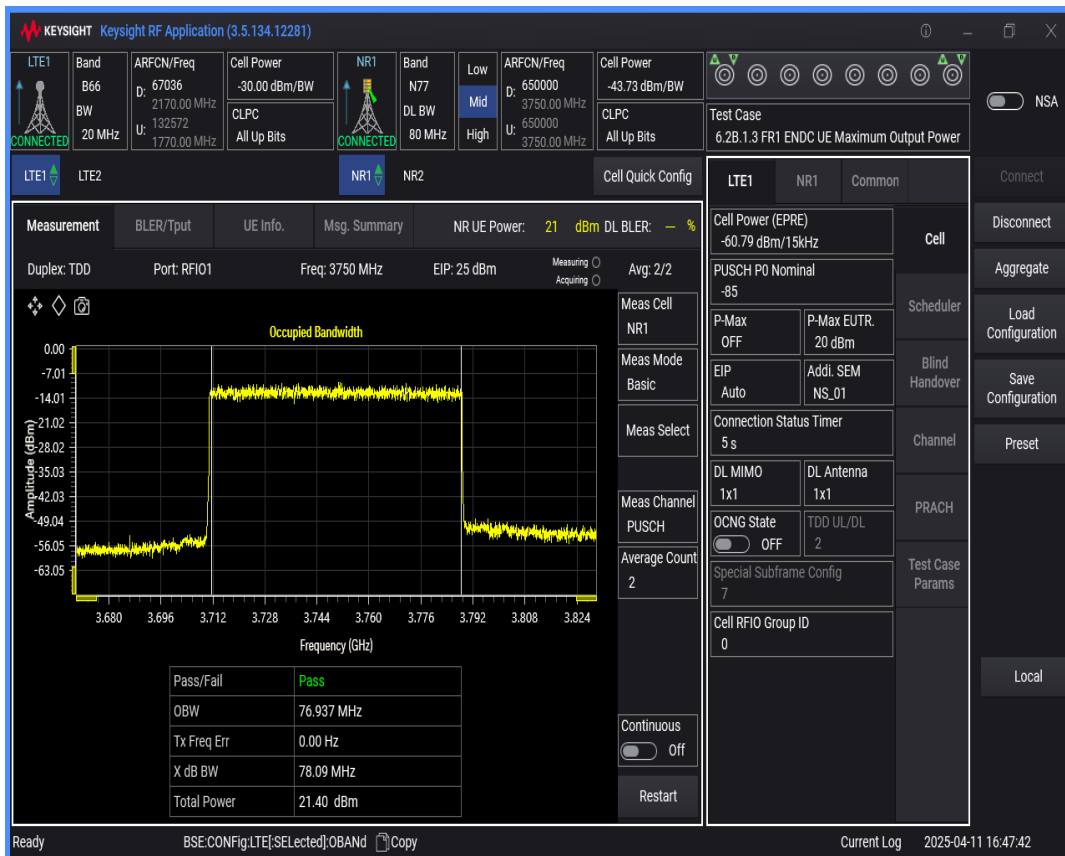 KEYSIGHT Keysight RF Application (3.5.134.12281)
LTE1
CONNECTED
Band
B66
BW
20 MHz
ARFCN/Freq
D: 67036
2170.00 MHz
U: 132572
1770.00 MHz
Cell Power
-30.00 dBm/BW
CLPC
All Up Bits
NR1
CONNECTED
Band
N77
DL BW
80 MHz
Low
Mid
High
ARFCN/Freq
D: 650000
3750.00 MHz
U: 650000
3750.00 MHz
Cell Power
-43.73 dBm/BW
CLPC
All Up Bits
Test Case
6.2B.1.3 FR1 ENDC UE Maximum Output Power
NSA
LTE1 LTE2
NR1 NR2
Cell Quick Config
Measurement BLER/Tput UE Info. Msg. Summary NR UE Power: 21 dBm DL BLER: — %
Duplex: TDD Port: RFIO1 Freq: 3750 MHz EIP: 25 dBm
Measuring
Acquiring
Avg: 2/2
Occupied Bandwidth
Amplitude (dBm)
0.00
-7.01
-14.01
-21.02
-28.02
-35.03
-42.03
-49.04
-56.05
-63.05
3.680 3.696 3.712 3.728 3.744 3.760 3.776 3.792 3.808 3.824
Frequency (GHz)
Pass/Fail Pass
OBW 76.937 MHz
Tx Freq Err 0.00 Hz
X dB BW 78.09 MHz
Total Power 21.40 dBm
Meas Cell
NR1
Meas Mode
Basic
Meas Select
Meas Channel
PUSCH
Average Count
2
Continuous
Off
Restart
LTE1 NR1 Common
Cell Power (EPRE)
-60.79 dBm/15kHz
PUSCH P0 Nominal
-85
P-Max
OFF
P-Max EUTR.
20 dBm
EIP
Auto
Addi. SEM
NS_01
Connection Status Timer
5 s
DL MIMO
1x1
DL Antenna
1x1
OCNG State
OFF
TDD UL/DL
2
Special Subframe Config
7
Cell RFIO Group ID
0
Cell
Scheduler
Blind
Handover
Channel
PRACH
Test Case
Params
Connect
Disconnect
Aggregate
Load
Configuration
Save
Configuration
Preset
Local
Ready BSE:CONFig:LTE[:SELected]:OBANd Copy Current Log 2025-04-11 16:47:42